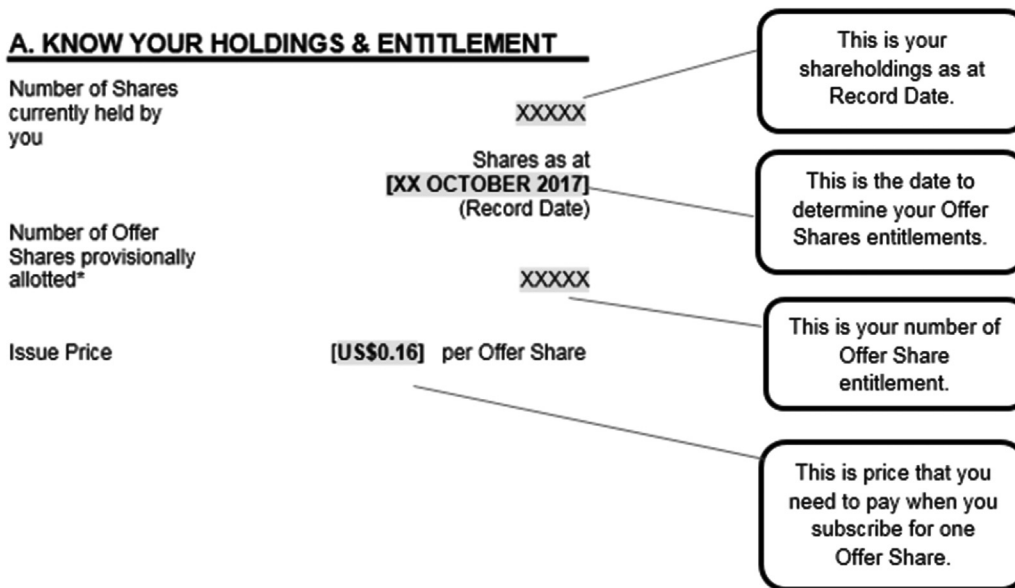 A. KNOW YOUR HOLDINGS & ENTITLEMENT
Number of Shares
currently held by
you
XXXXX
Shares as at
[XX OCTOBER 2017]
(Record Date)
Number of Offer
Shares provisionally
allotted*
XXXXX
Issue Price [US$0.16] per Offer Share
This is your
shareholdings as at
Record Date.
This is the date to
determine your Offer
Shares entitlements.
This is your number of
Offer Share
entitlement.
This is price that you
need to pay when you
subscribe for one
Offer Share.